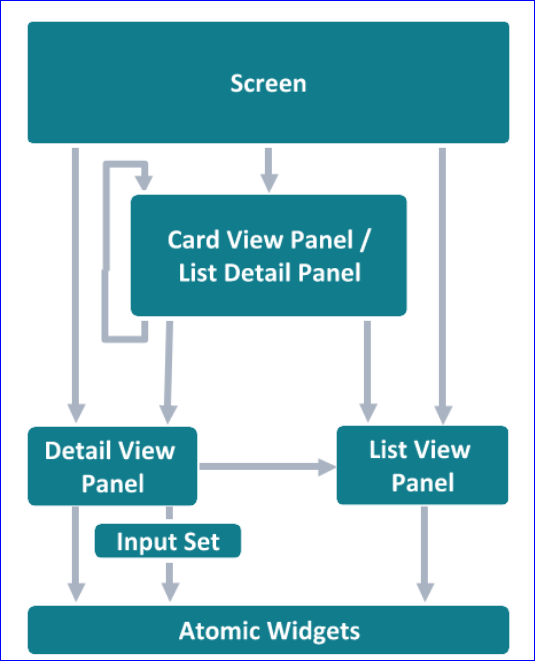 Screen
Card View Panel /
List Detail Panel
Detail View
Panel
List View
Panel
Input Set
Atomic Widgets